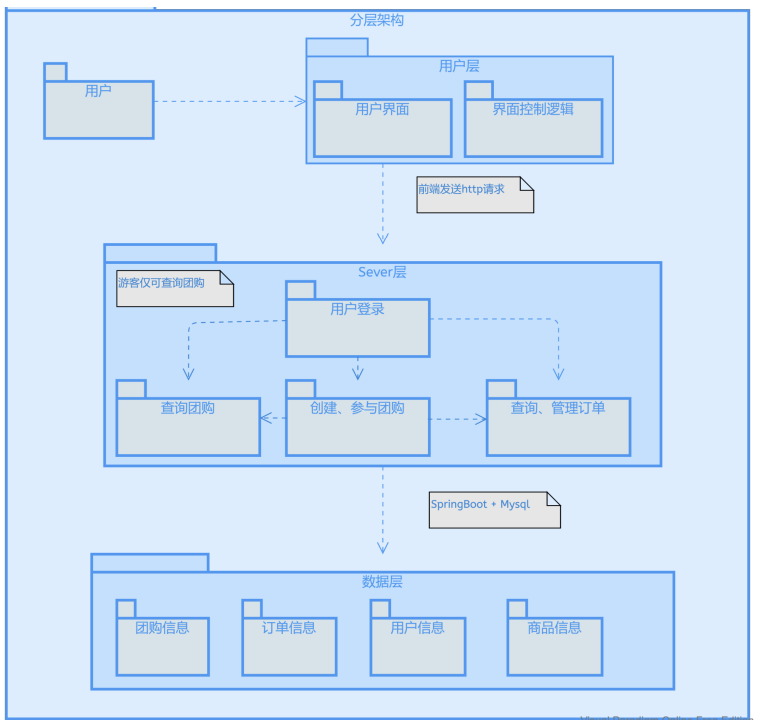 分层架构
用户层
用户
用户界面
界面控制逻辑
前端发送http请求
Sever层
游客仅可查询团购
用户登录
查询团购
创建、参与团购
查询、管理订单
SpringBoot + Mysql
数据层
团购信息
订单信息
用户信息
商品信息